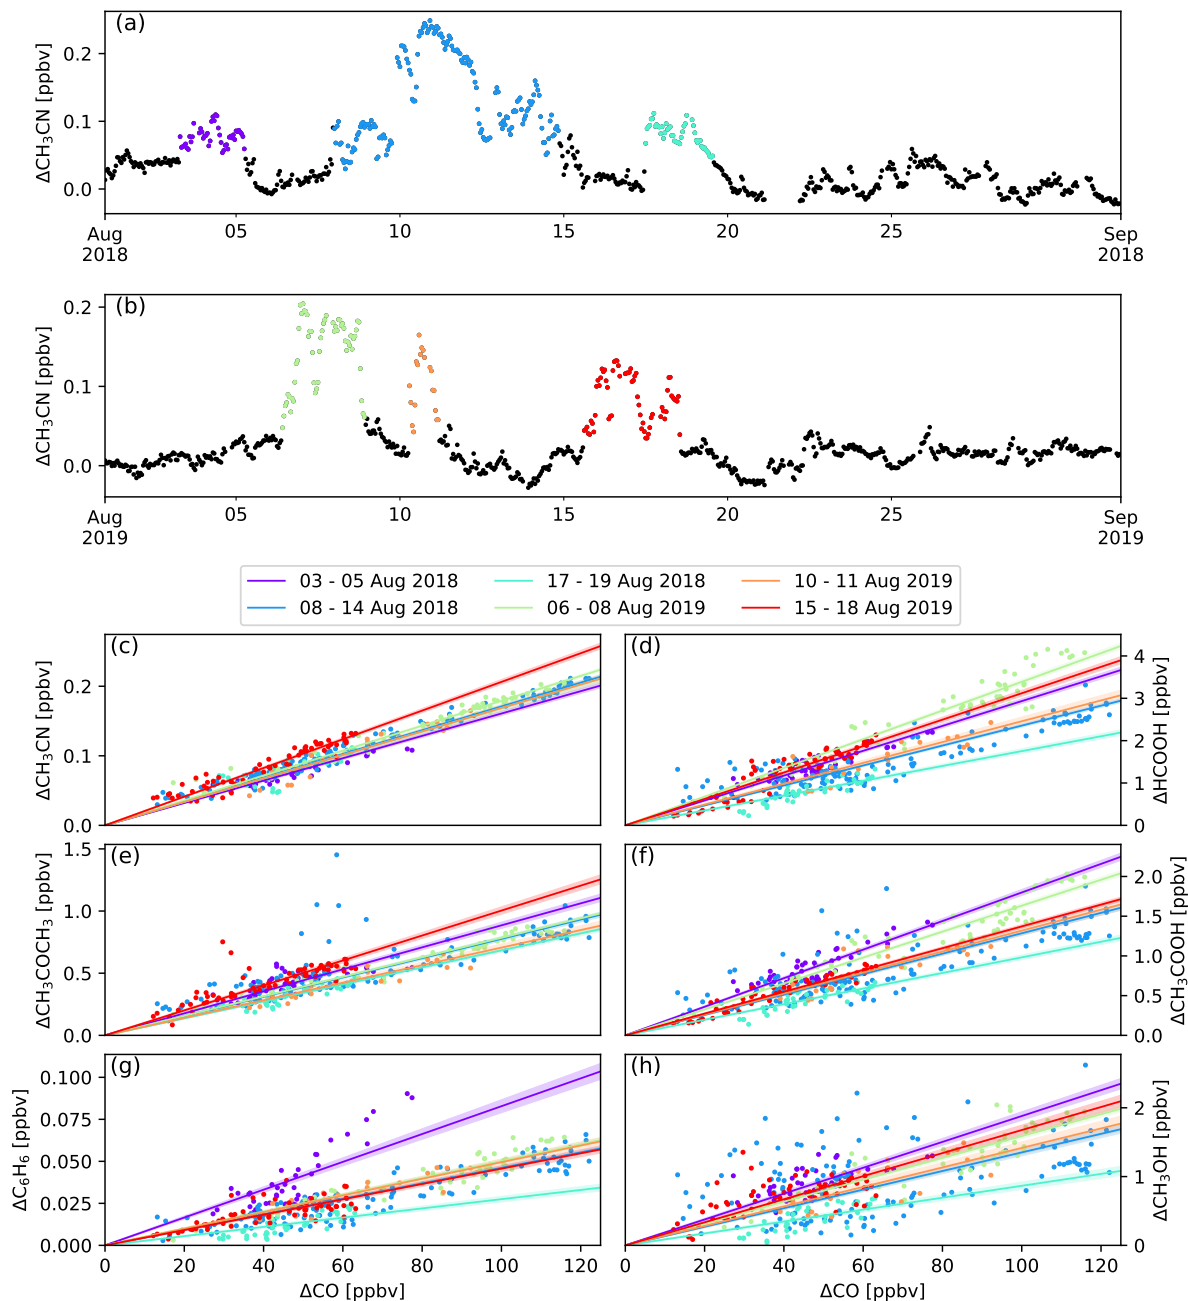 (a)
ΔCH₃CN [ppbv]
0.2
0.1
0.0
Aug 2018
05
10
15
20
25
Sep 2018
(b)
ΔCH₃CN [ppbv]
0.2
0.1
0.0
Aug 2019
05
10
15
20
25
Sep 2019
03 - 05 Aug 2018
08 - 14 Aug 2018
17 - 19 Aug 2018
06 - 08 Aug 2019
10 - 11 Aug 2019
15 - 18 Aug 2019
(c)
ΔCH₃CN [ppbv]
0.2
0.1
0.0
(d)
ΔHCOOH [ppbv]
4
3
2
1
0
(e)
ΔCH₃COCH₃ [ppbv]
1.5
1.0
0.5
0.0
(f)
ΔCH₃COOH [ppbv]
2.0
1.5
1.0
0.5
0.0
(g)
ΔC₆H₆ [ppbv]
0.100
0.075
0.050
0.025
0.000
0 20 40 60 80 100 120
ΔCO [ppbv]
(h)
ΔCH₃OH [ppbv]
2
1
0
0 20 40 60 80 100 120
ΔCO [ppbv]